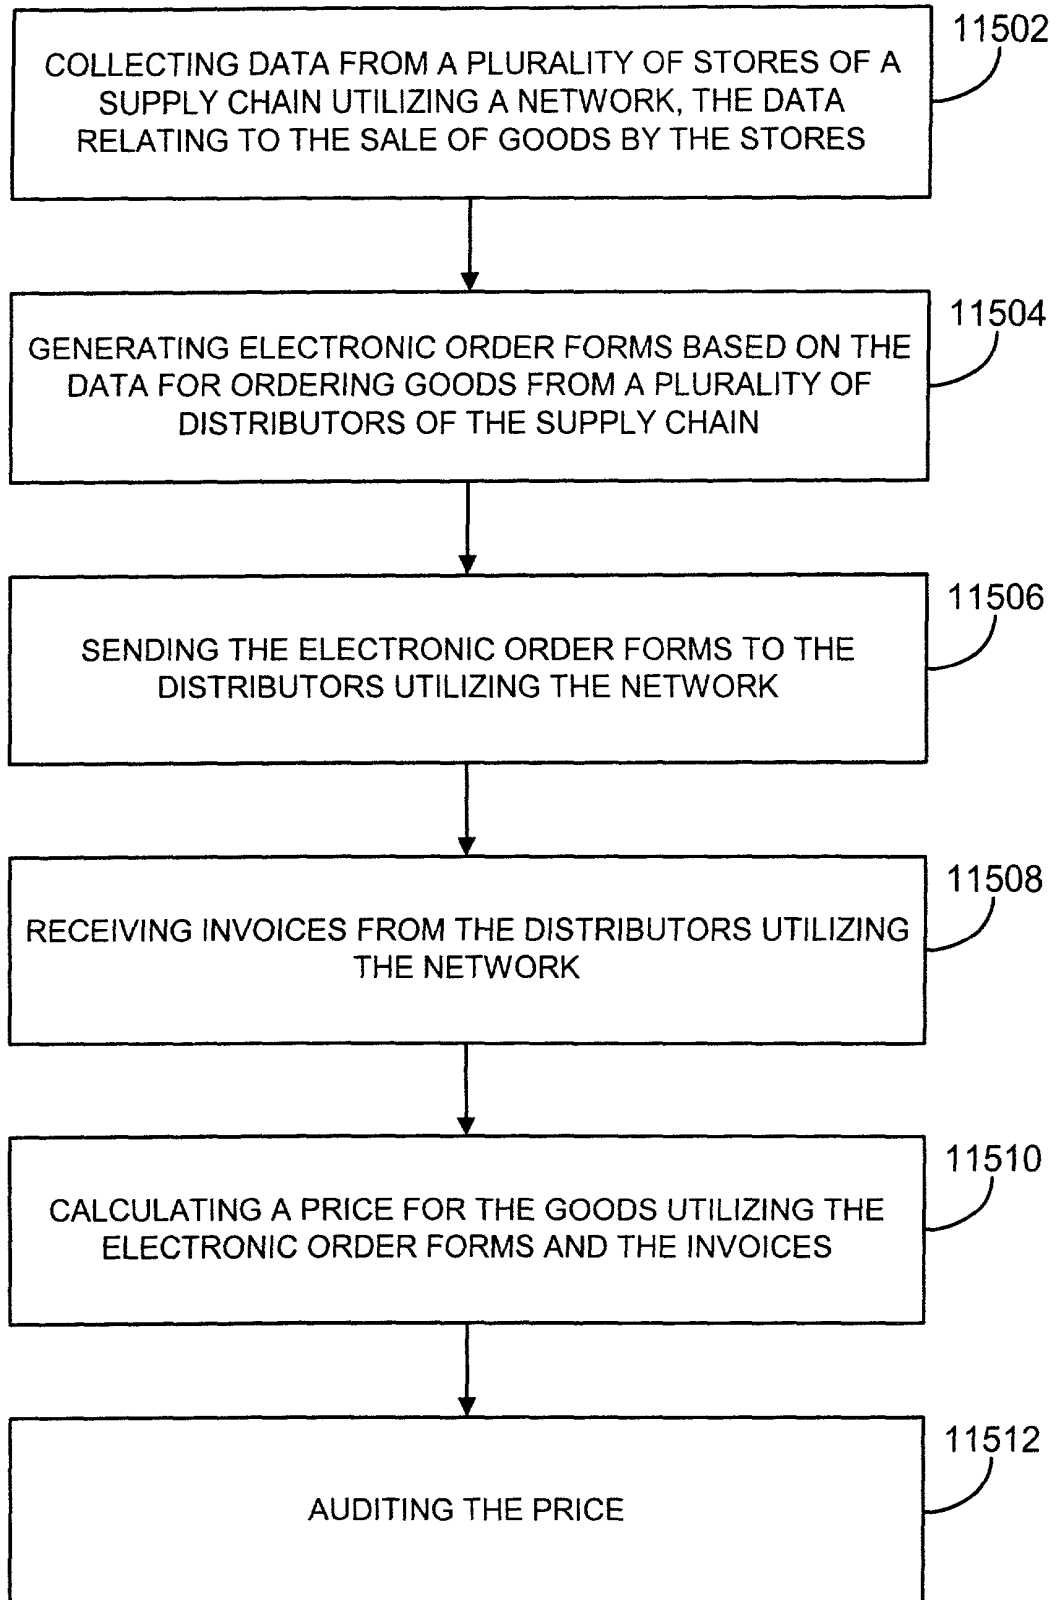 11502
COLLECTING DATA FROM A PLURALITY OF STORES OF A
SUPPLY CHAIN UTILIZING A NETWORK, THE DATA
RELATING TO THE SALE OF GOODS BY THE STORES
11504
GENERATING ELECTRONIC ORDER FORMS BASED ON THE
DATA FOR ORDERING GOODS FROM A PLURALITY OF
DISTRIBUTORS OF THE SUPPLY CHAIN
11506
SENDING THE ELECTRONIC ORDER FORMS TO THE
DISTRIBUTORS UTILIZING THE NETWORK
11508
RECEIVING INVOICES FROM THE DISTRIBUTORS UTILIZING
THE NETWORK
11510
CALCULATING A PRICE FOR THE GOODS UTILIZING THE
ELECTRONIC ORDER FORMS AND THE INVOICES
11512
AUDITING THE PRICE